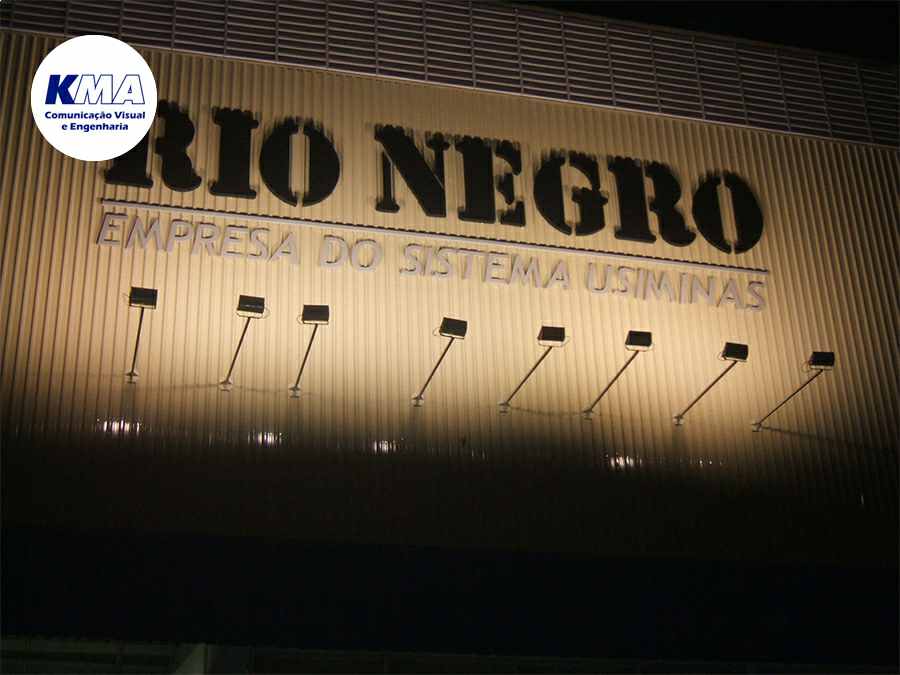 KMA
Comunicação Visual
e Engenharia
RIO NEGRO
EMPRESA DO SISTEMA USIMINAS